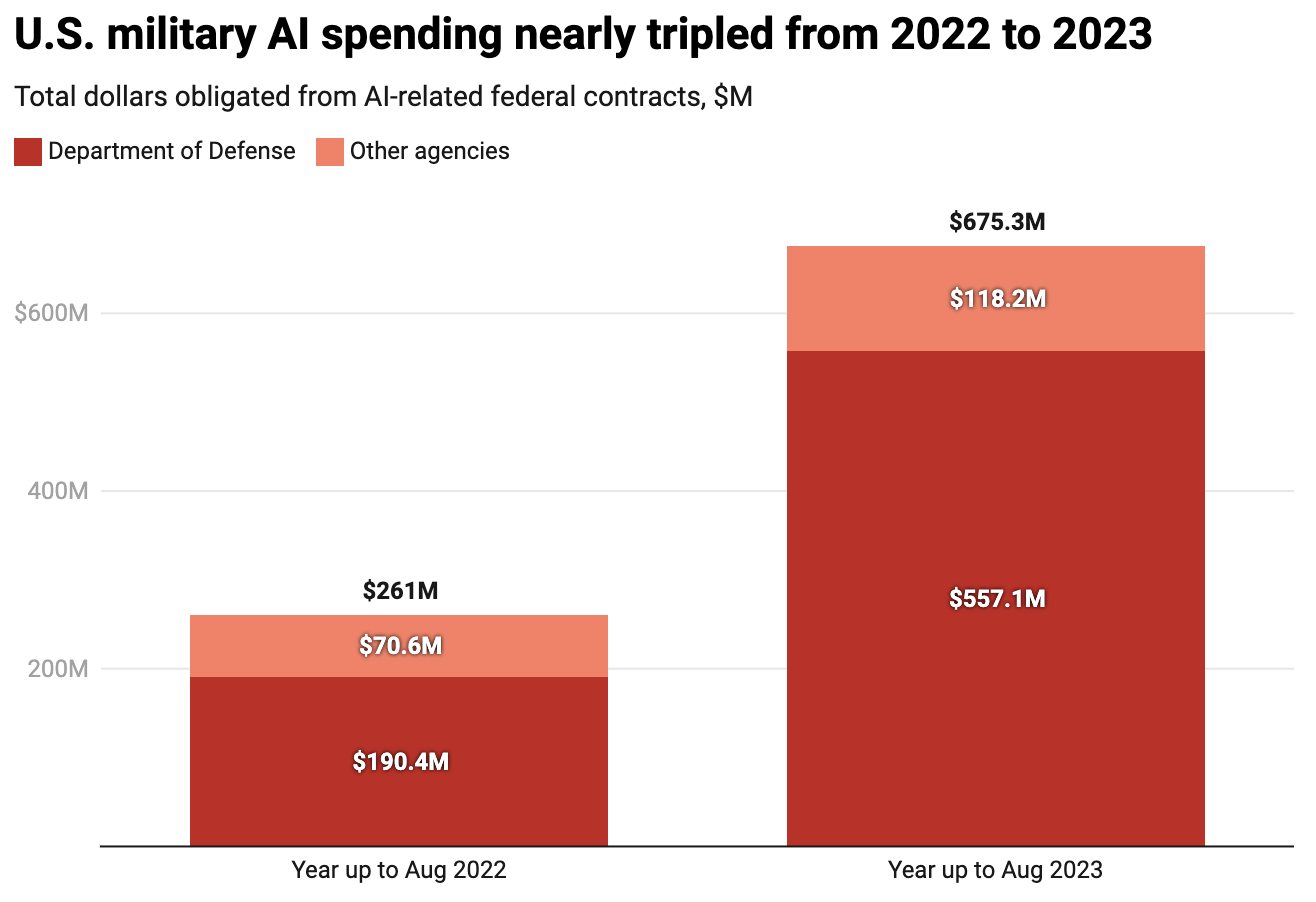 U.S. military AI spending nearly tripled from 2022 to 2023
Total dollars obligated from AI-related federal contracts, $M
Department of Defense Other agencies
$675.3M
$118.2M
$600M
400M
$261M
$557.1M
$70.6M
200M
$190.4M
Year up to Aug 2022 Year up to Aug 2023